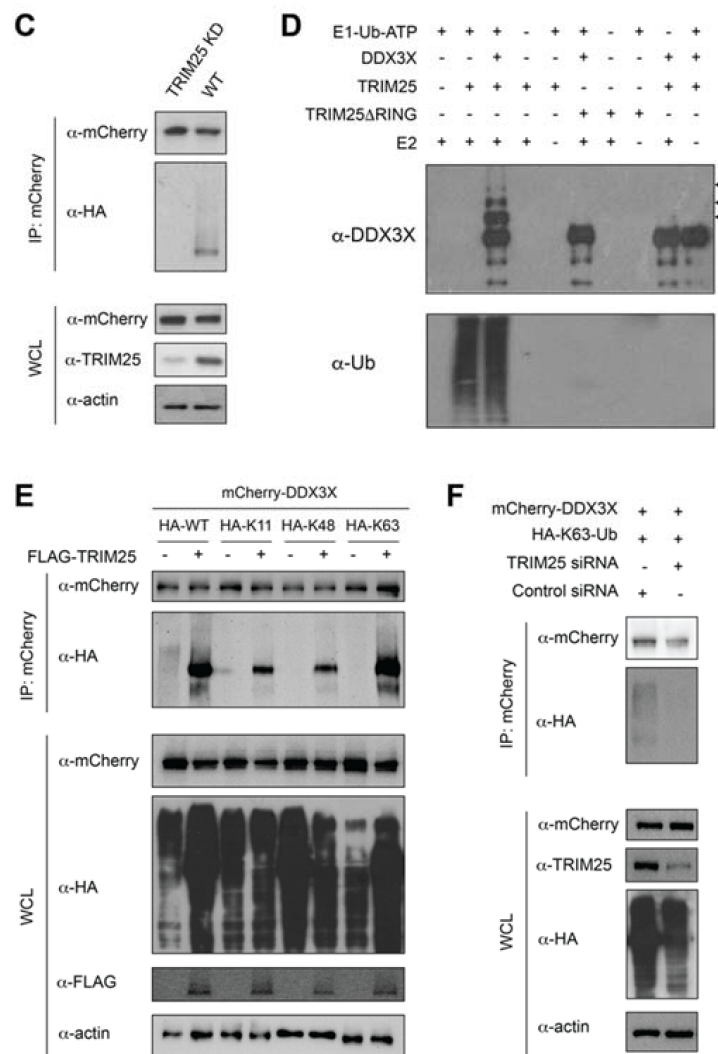 C
TRIM25 KD
WT
IP: mCherry
α-mCherry
α-HA
WCL
α-mCherry
α-TRIM25
α-actin
D
E1-Ub-ATP + + + - + + - + - +
DDX3X - - + - - + - - + +
TRIM25 - + + + + - - - + +
TRIM25ΔRING - - - - - + + + - -
E2 + + + + - + + - + -
α-DDX3X
α-Ub
E
mCherry-DDX3X
HA-WT HA-K11 HA-K48 HA-K63
FLAG-TRIM25 - + - + - + - +
IP: mCherry
α-mCherry
α-HA
WCL
α-mCherry
α-HA
α-FLAG
α-actin
F
mCherry-DDX3X + +
HA-K63-Ub + +
TRIM25 siRNA - +
Control siRNA + -
IP: mCherry
α-mCherry
α-HA
WCL
α-mCherry
α-TRIM25
α-HA
α-actin